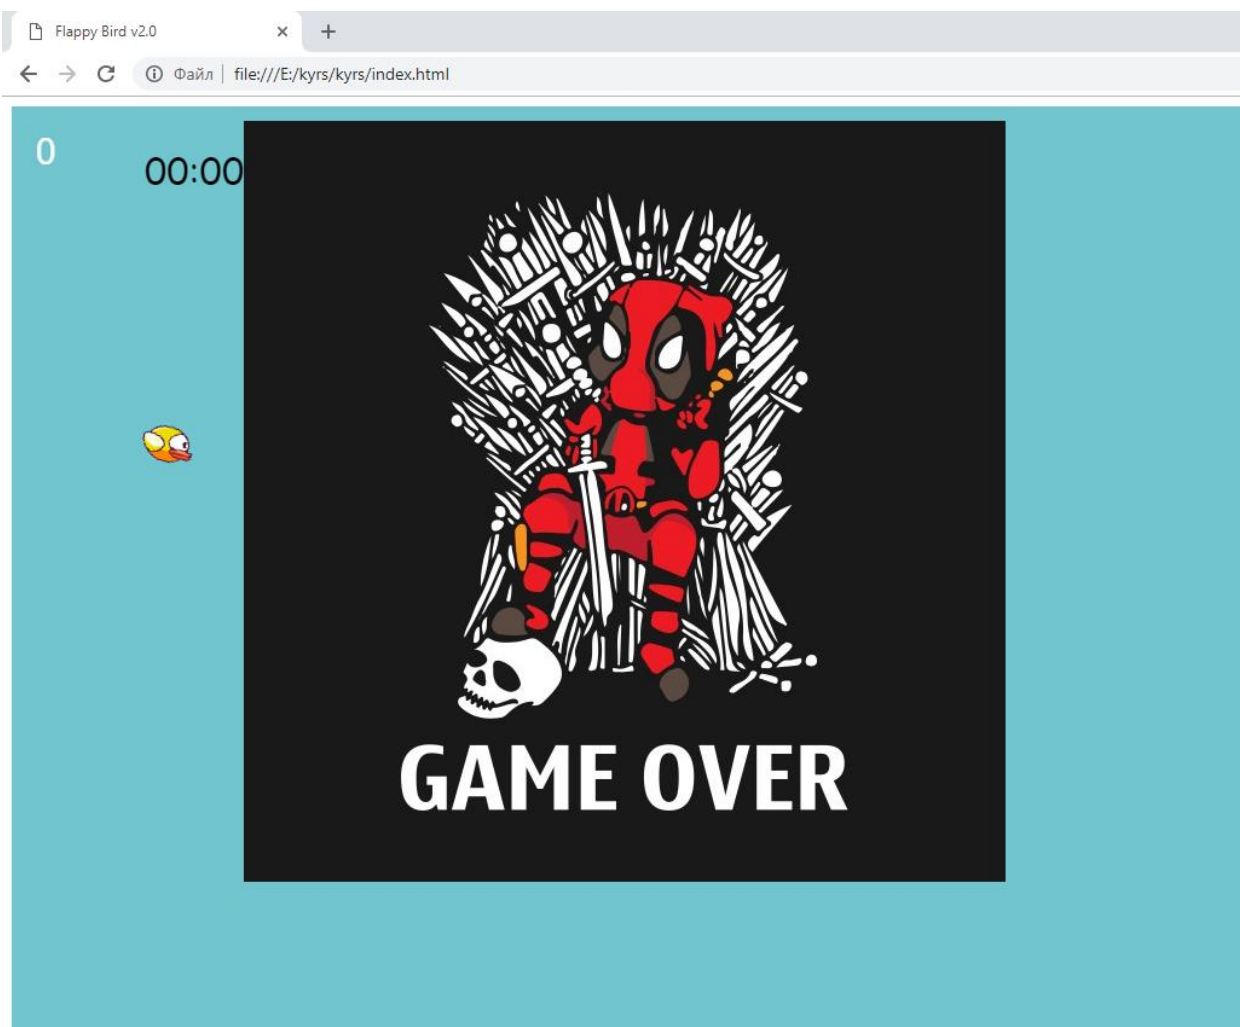 Flappy Bird v2.0
Файл file:///E:/kyrs/kyrs/index.html
0
00:00
GAME OVER